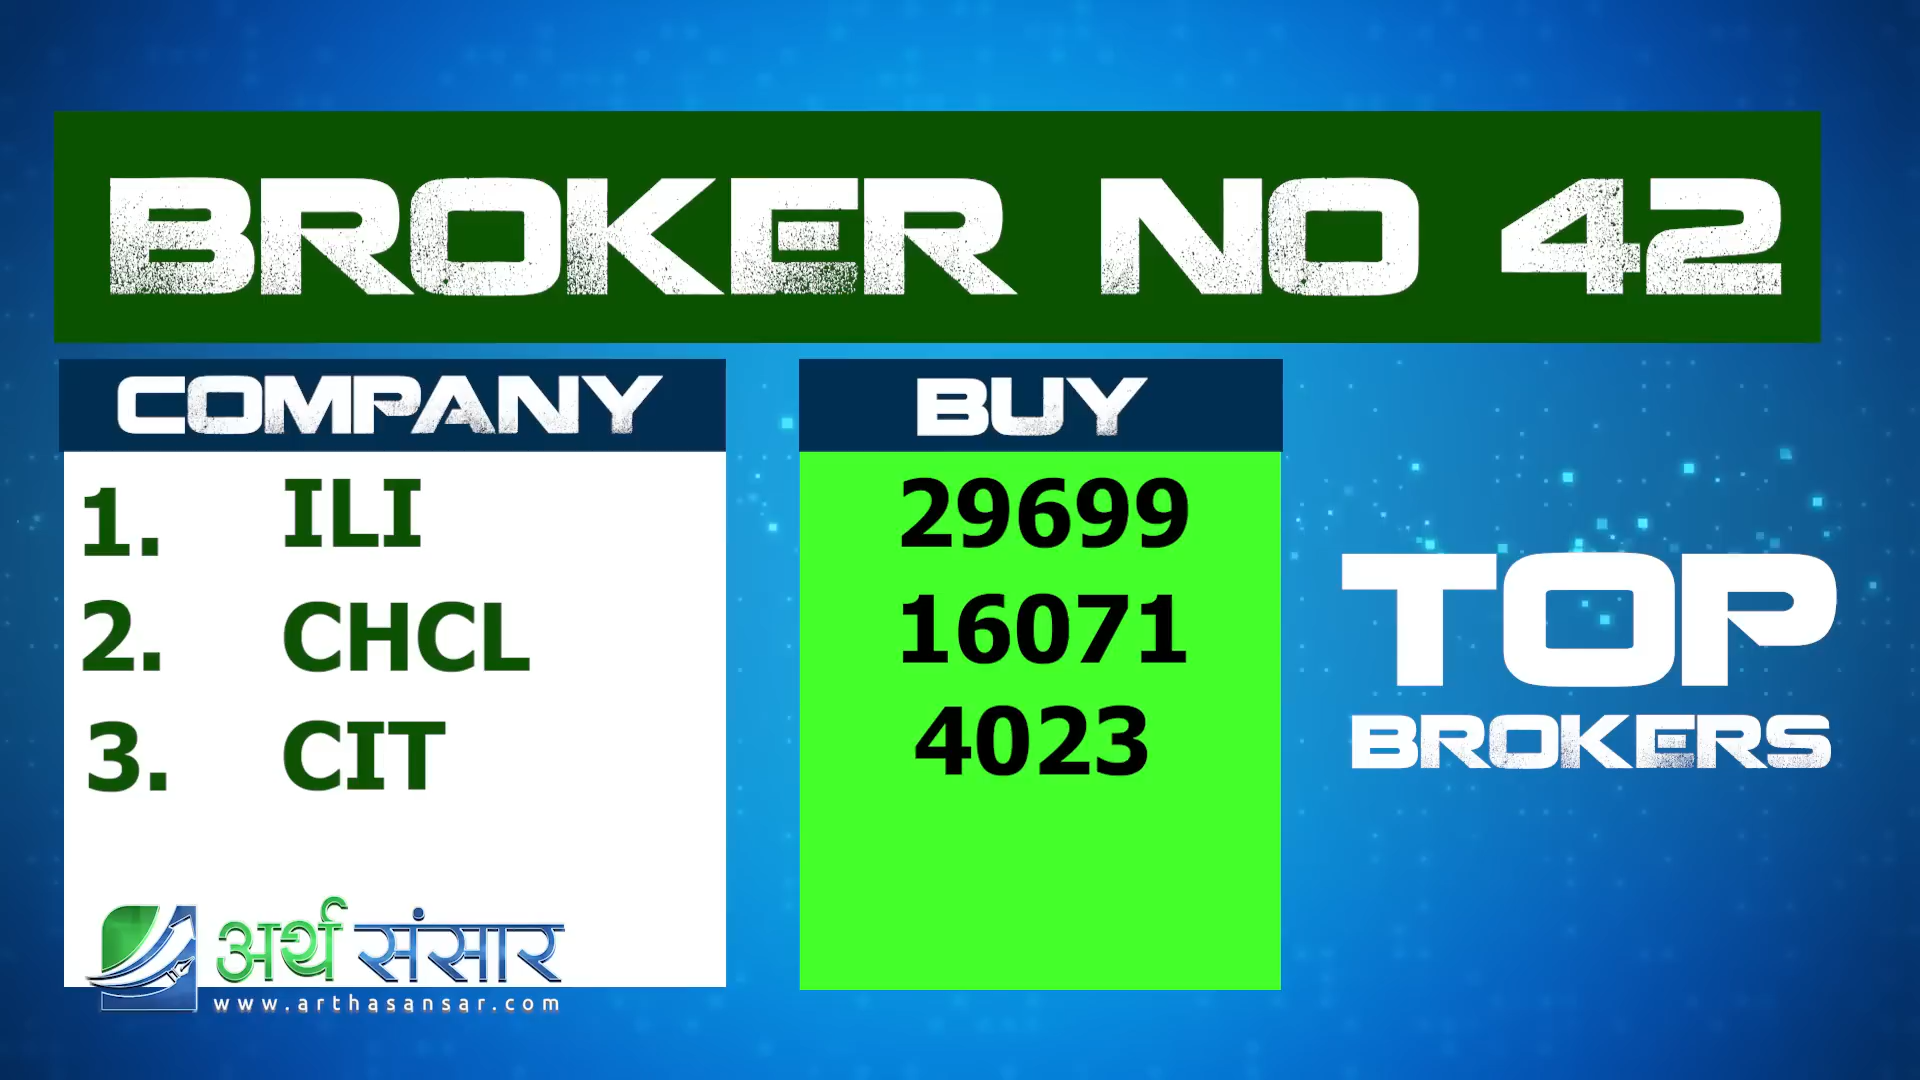 BROKER NO 42
COMPANY BUY
1. ILI 29699
2. CHCL 16071
3. CIT 4023
TOP
BROKERS
अर्थ संसार
www.arthasansar.com